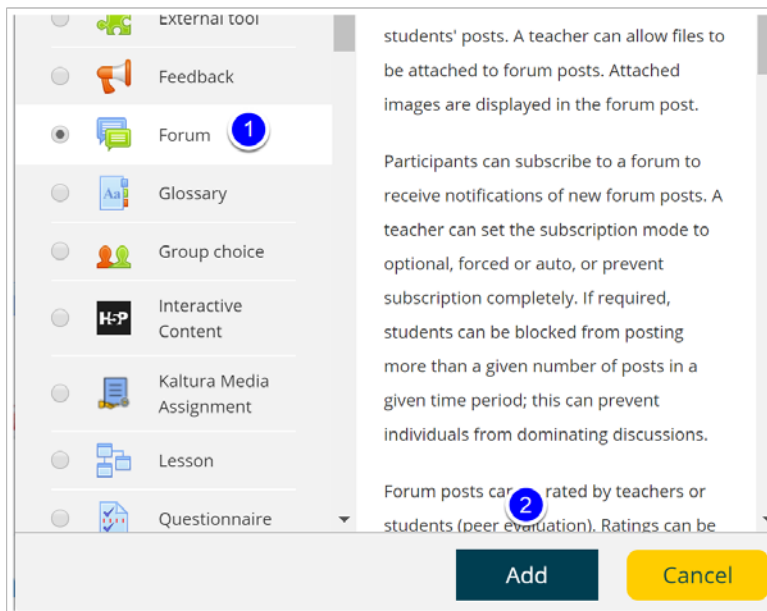 External tool
Feedback
Forum 1
Aa Glossary
Group choice
H5P Interactive
Content
Kaltura Media
Assignment
Lesson
Questionnaire
students' posts. A teacher can allow files to
be attached to forum posts. Attached
images are displayed in the forum post.
Participants can subscribe to a forum to
receive notifications of new forum posts. A
teacher can set the subscription mode to
optional, forced or auto, or prevent
subscription completely. If required,
students can be blocked from posting
more than a given number of posts in a
given time period; this can prevent
individuals from dominating discussions.
Forum posts can rated by teachers or
2
students (peer evaluation). Ratings can be
Add
Cancel